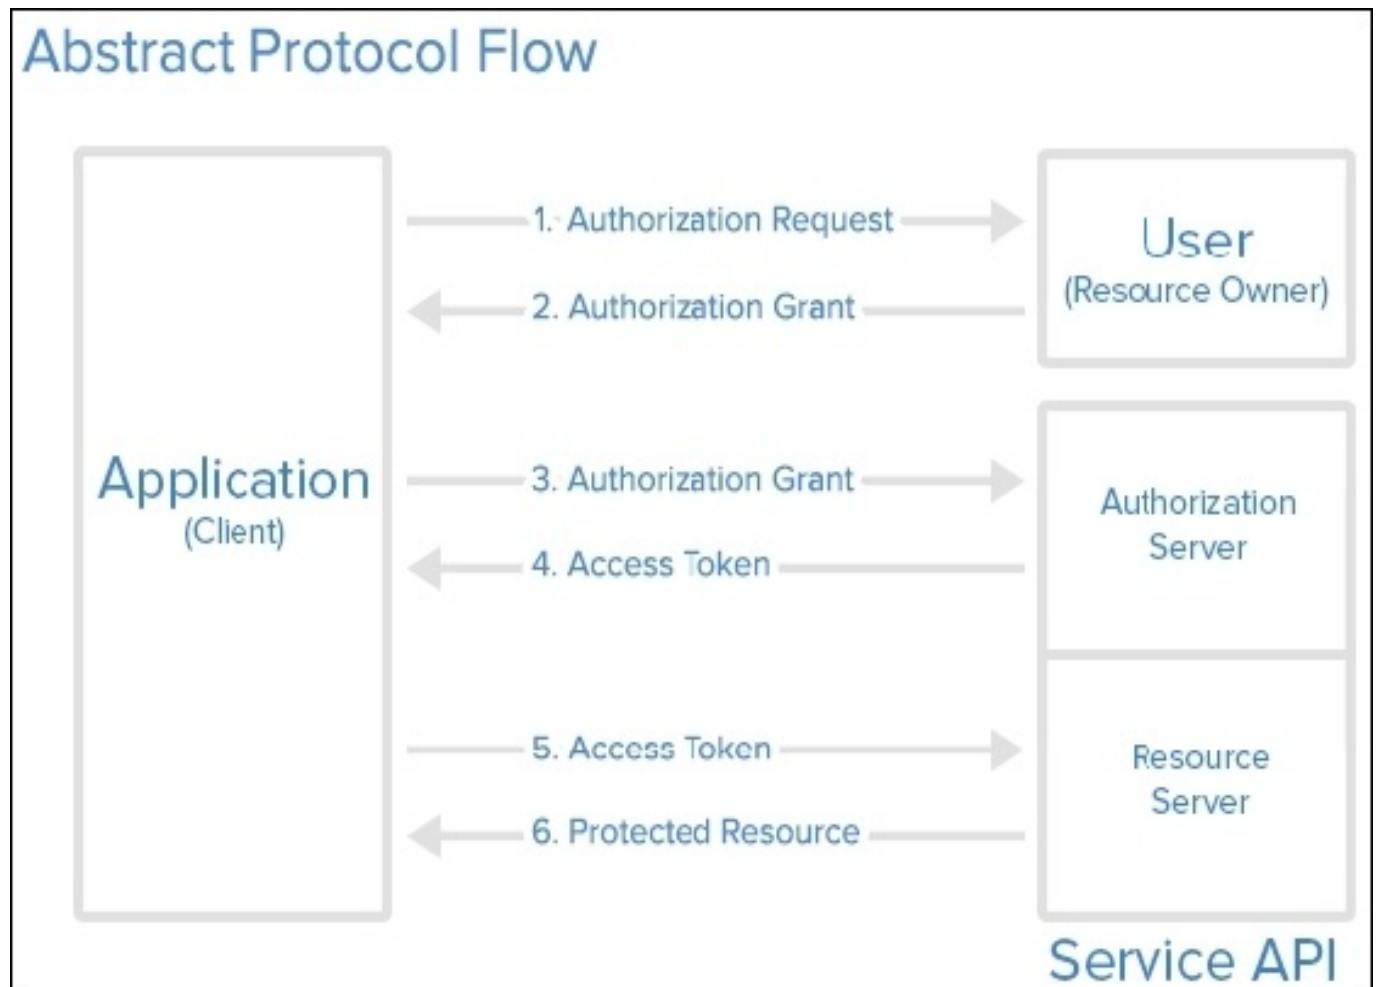 Abstract Protocol Flow
1. Authorization Request
User
(Resource Owner)
2. Authorization Grant
Application
(Client)
3. Authorization Grant
Authorization
Server
4. Access Token
5. Access Token
Resource
Server
6. Protected Resource
Service API